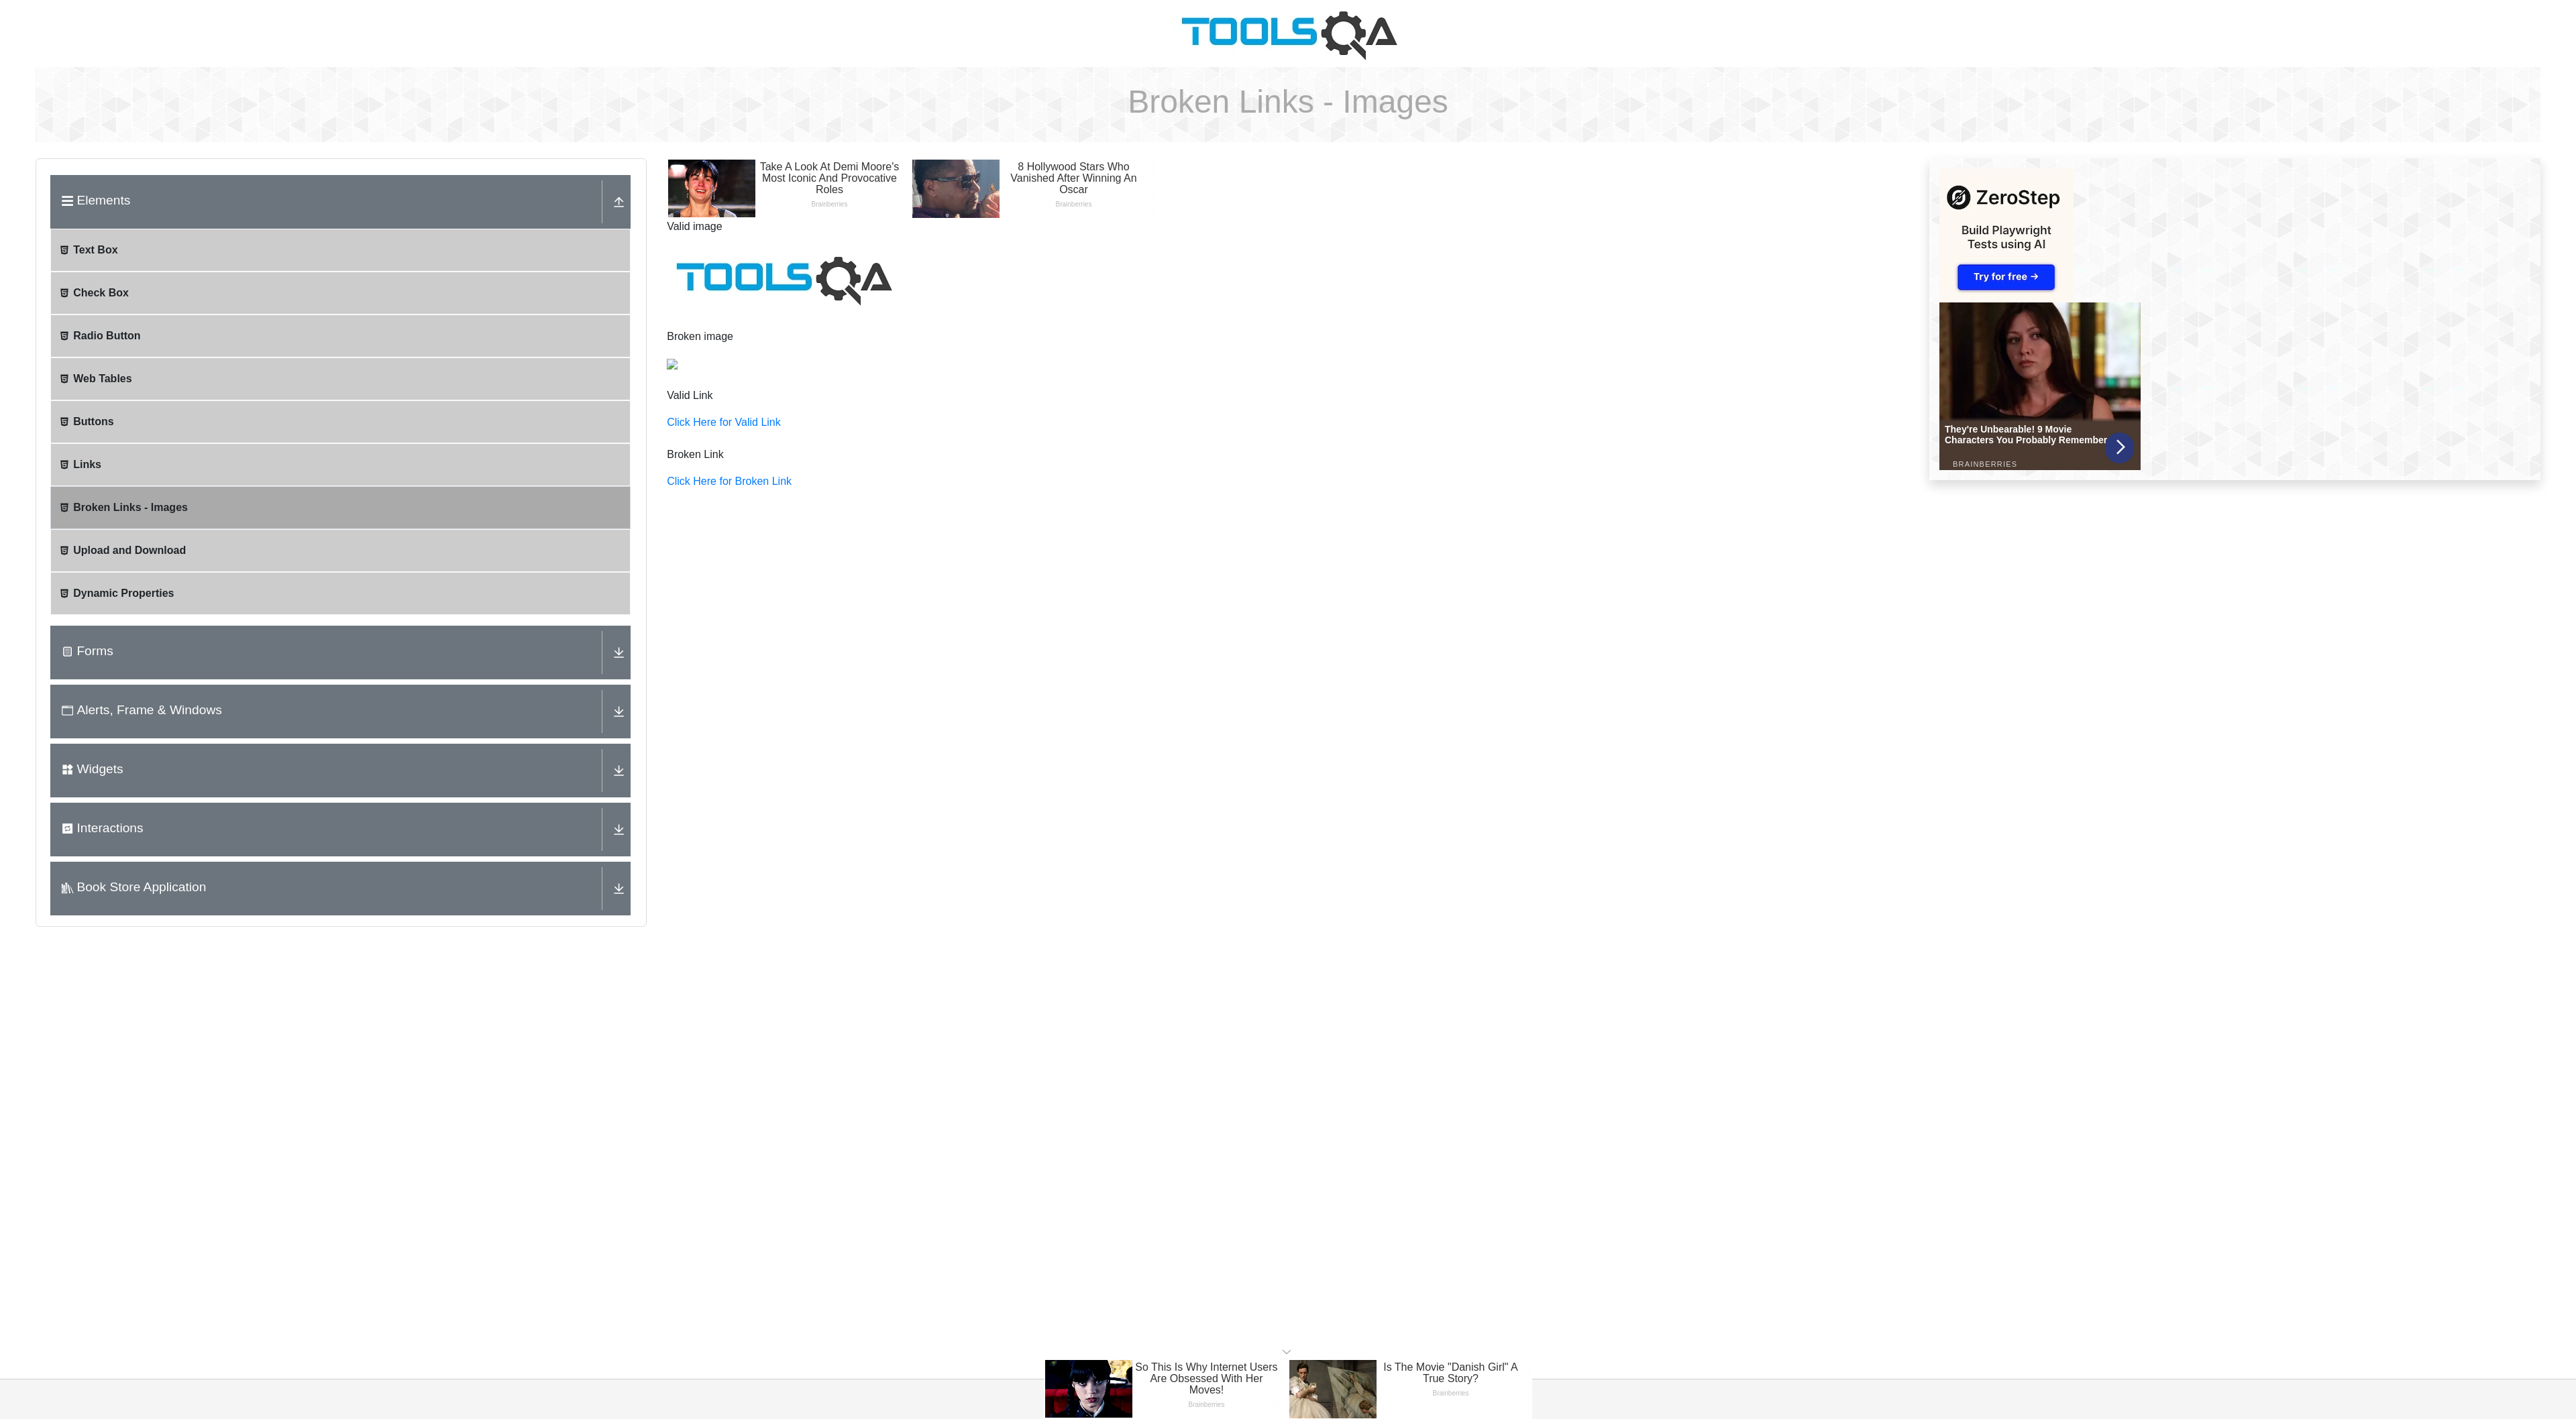 TOOLSQA
Broken Links - Images
Elements
Text Box
Check Box
Radio Button
Web Tables
Buttons
Links
Broken Links - Images
Upload and Download
Dynamic Properties
Forms
Alerts, Frame & Windows
Widgets
Interactions
Book Store Application
Take A Look At Demi Moore's
Most Iconic And Provocative
Roles
Brainberries
8 Hollywood Stars Who
Vanished After Winning An
Oscar
Brainberries
Valid image
TOOLSQA
Broken image
Valid Link
Click Here for Valid Link
Broken Link
Click Here for Broken Link
ZeroStep
Build Playwright
Tests using AI
Try for free →
They're Unbearable! 9 Movie
Characters You Probably Remember
BRAINBERRIES
So This Is Why Internet Users
Are Obsessed With Her
Moves!
Brainberries
Is The Movie "Danish Girl" A
True Story?
Brainberries